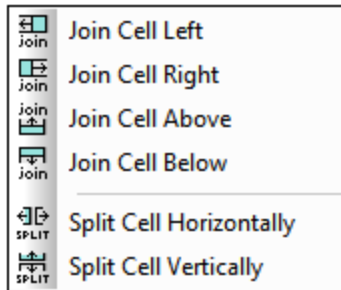 join Join Cell Left
join Join Cell Right
join Join Cell Above
join Join Cell Below
SPLIT Split Cell Horizontally
SPLIT Split Cell Vertically